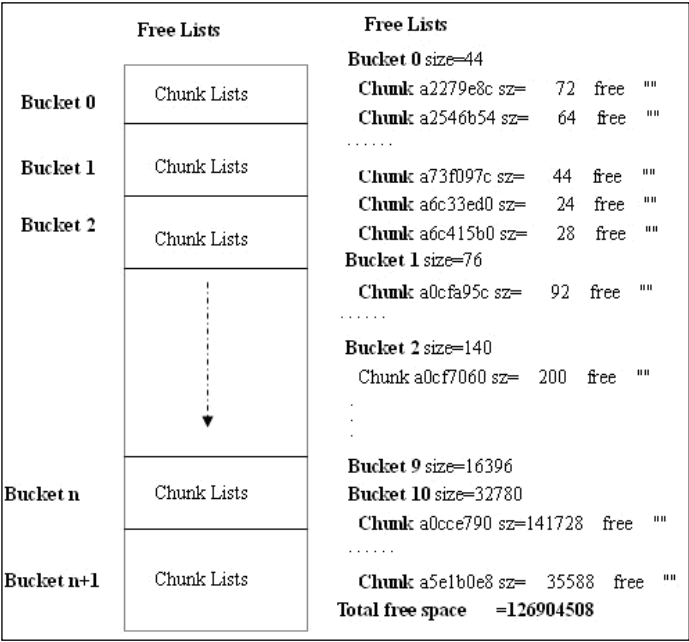 Free Lists
Bucket 0
Chunk Lists
Bucket 1
Chunk Lists
Bucket 2
Chunk Lists
Bucket n
Chunk Lists
Bucket n+1
Chunk Lists
Free Lists
Bucket 0 size=44
Chunk a2279e8c sz= 72 free ""
Chunk a2546b54 sz= 64 free ""
......
Chunk a73f097c sz= 44 free ""
Chunk a6c33ed0 sz= 24 free ""
Chunk a6c415b0 sz= 28 free ""
Bucket 1 size=76
Chunk a0cfa95c sz= 92 free ""
......
Bucket 2 size=140
Chunk a0cf7060 sz= 200 free ""
.
.
.
Bucket 9 size=16396
Bucket 10 size=32780
Chunk a0cce790 sz=141728 free ""
......
Chunk a5e1b0e8 sz= 35588 free ""
Total free space =126904508